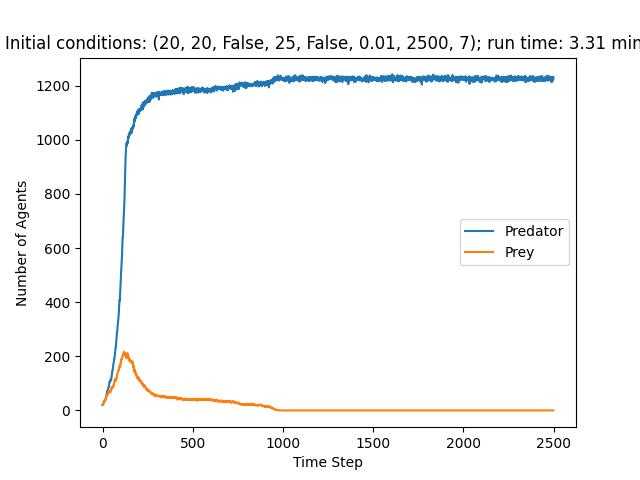 Initial conditions: (20, 20, False, 25, False, 0.01, 2500, 7); run time: 3.31 min
1200
1000
800
600
400
200
0
Number of Agents
Predator
Prey
0 500 1000 1500 2000 2500
Time Step